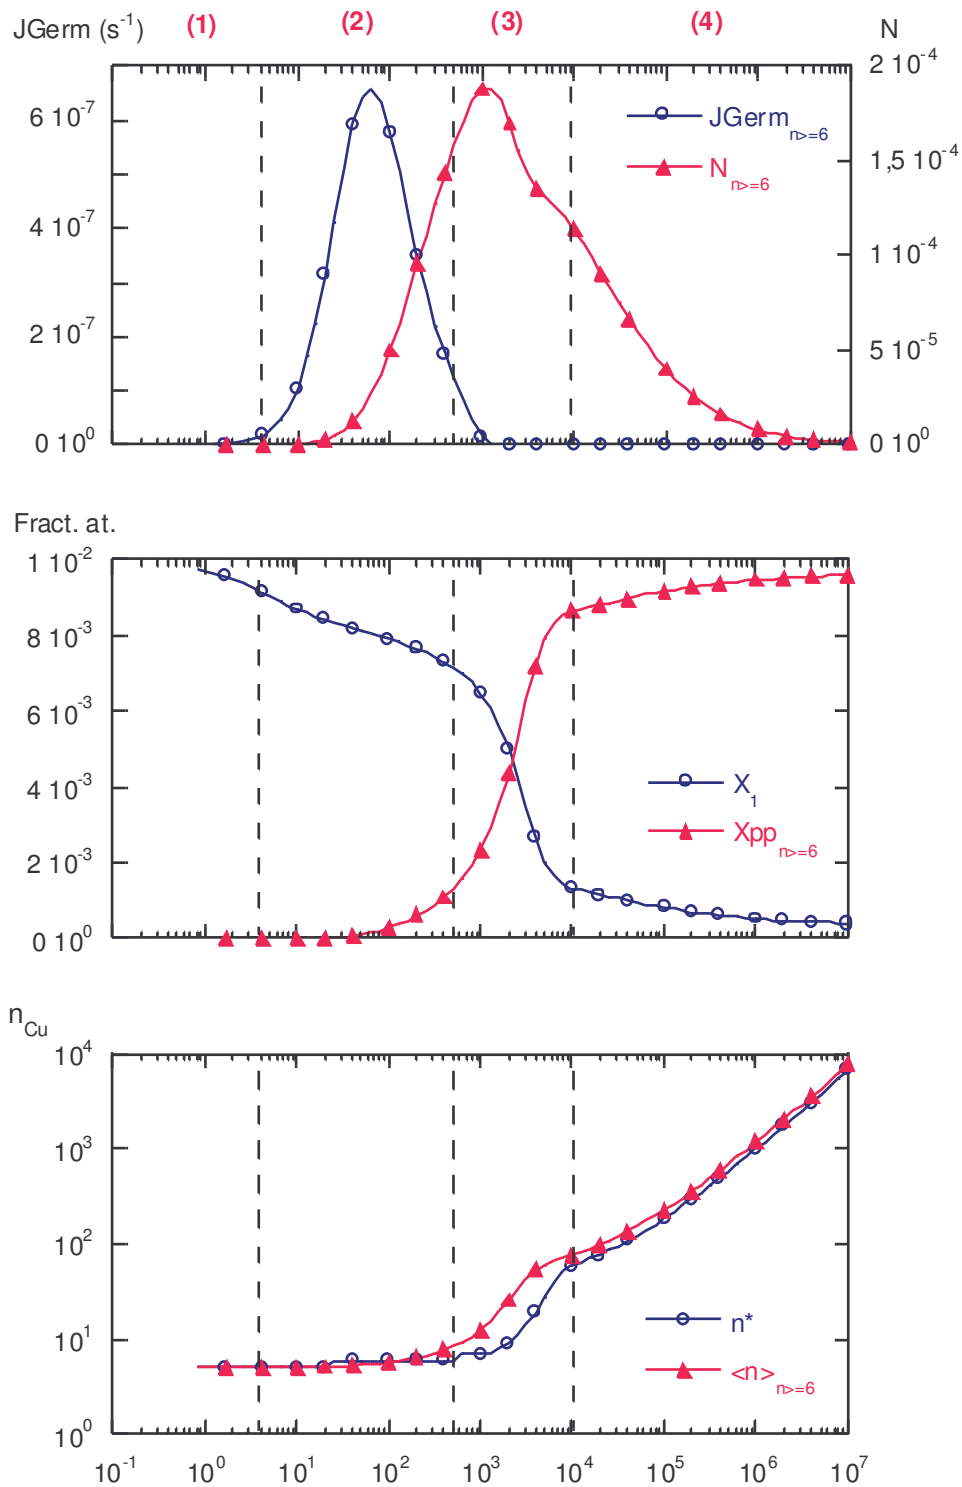 JGerm (s⁻¹) (1) (2) (3) (4) N
2 10⁻⁴
6 10⁻⁷
JGerm n>=6
N n>=6
1,5 10⁻⁴
4 10⁻⁷
1 10⁻⁴
2 10⁻⁷
5 10⁻⁵
0 10⁰ 0 10⁰
Fract. at.
1 10⁻²
8 10⁻³
6 10⁻³
4 10⁻³
X₁
Xpp n>=6
2 10⁻³
0 10⁰
n Cu
10⁴
10³
10²
10¹
n*
<n> n>=6
10⁰
10⁻¹ 10⁰ 10¹ 10² 10³ 10⁴ 10⁵ 10⁶ 10⁷